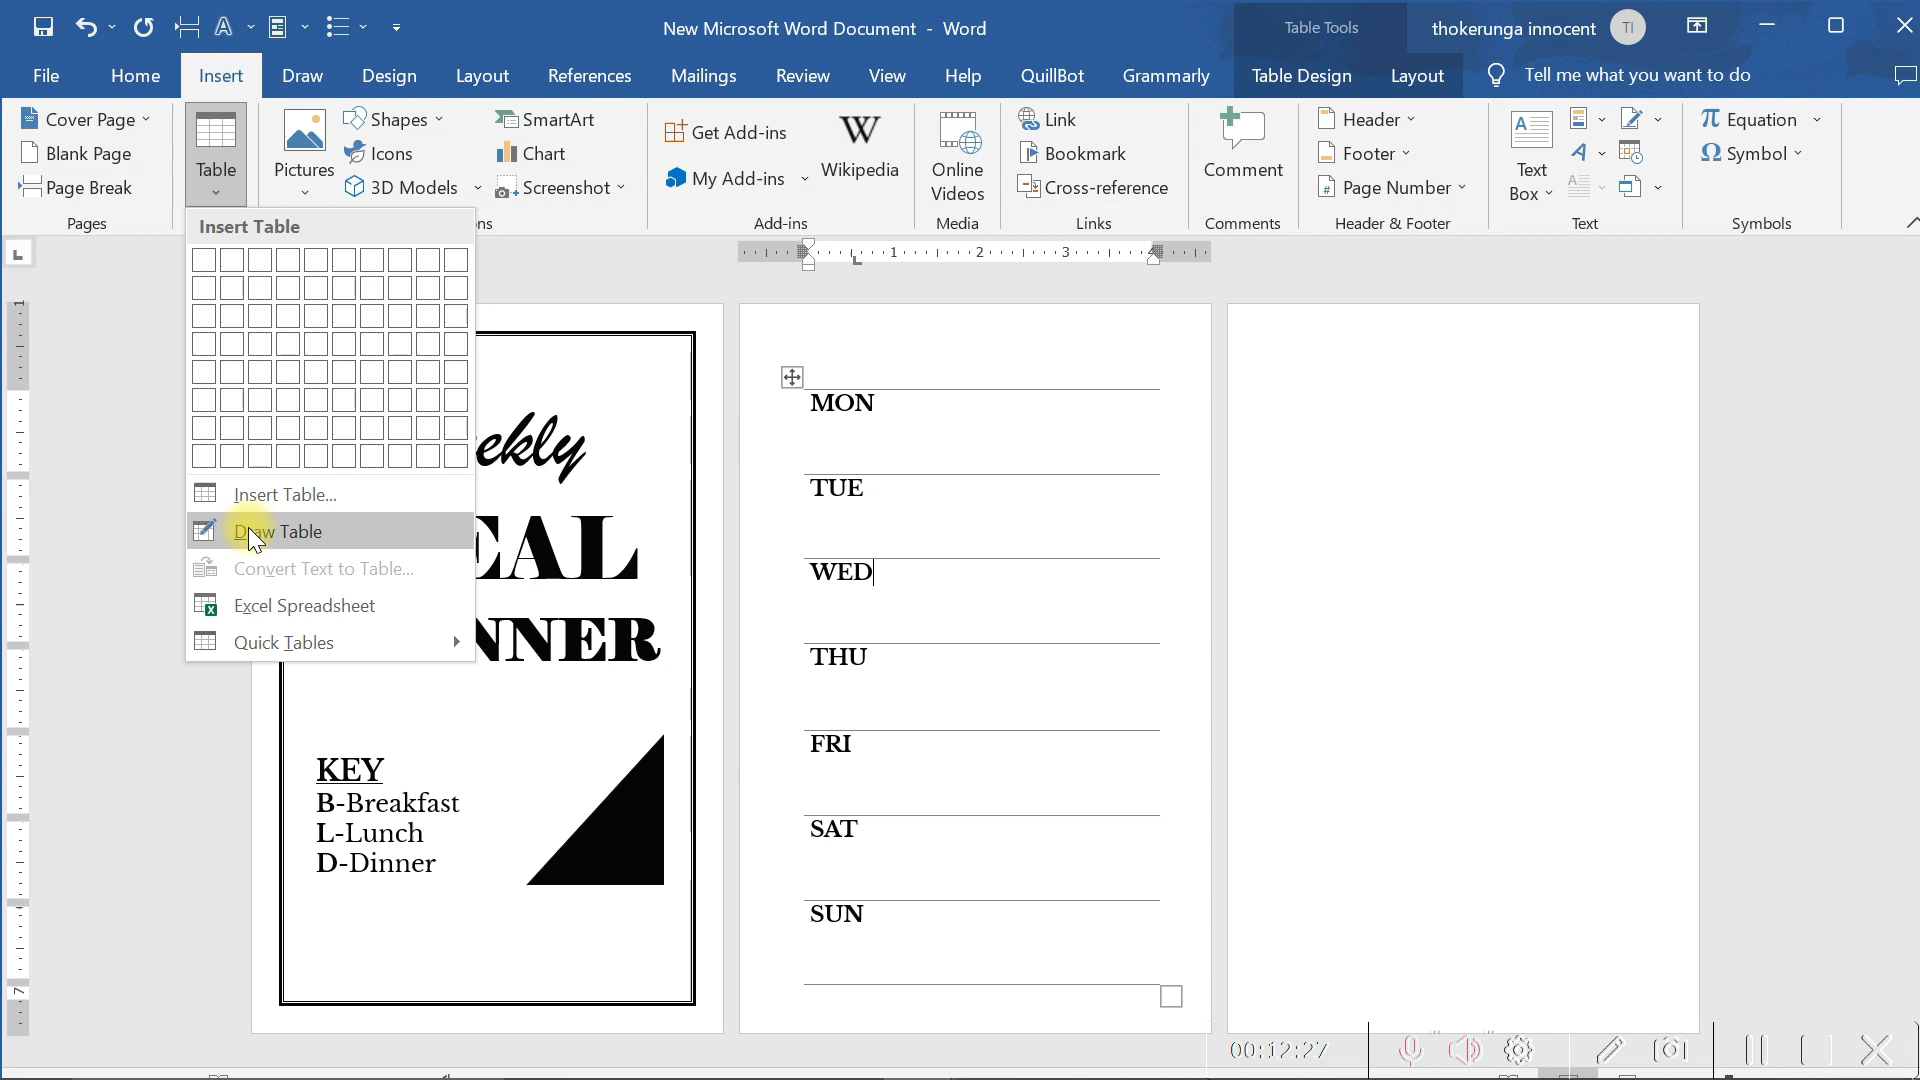 New Microsoft Word Document - Word
Table Tools
thokerunga innocent
TI
File
Home
Insert
Draw
Design
Layout
References
Mailings
Review
View
Help
QuillBot
Grammarly
Table Design
Layout
Tell me what you want to do
Cover Page
Blank Page
Page Break
Pages
Table
Pictures
Shapes
Icons
3D Models
SmartArt
Chart
Screenshot
Get Add-ins
My Add-ins
Wikipedia
Add-ins
Online
Videos
Media
Link
Bookmark
Cross-reference
Links
Comment
Comments
Header
Footer
Page Number
Header & Footer
Text
Box
Text
Equation
Symbol
Symbols
Insert Table
Insert Table...
Draw Table
Convert Text to Table...
Excel Spreadsheet
Quick Tables
1 2 3
1
7
KEY
B-Breakfast
L-Lunch
D-Dinner
MON
TUE
WED
THU
FRI
SAT
SUN
00:12:27